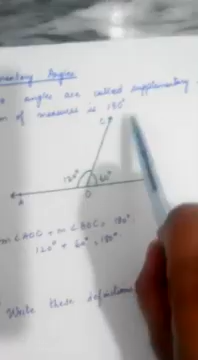 mentary Angles
angles are called supplementary
m of measures is 180°
C
120° 60°
A O
m∠AOC + m∠BOC = 180°
120° + 60° = 180°
Write these definitions